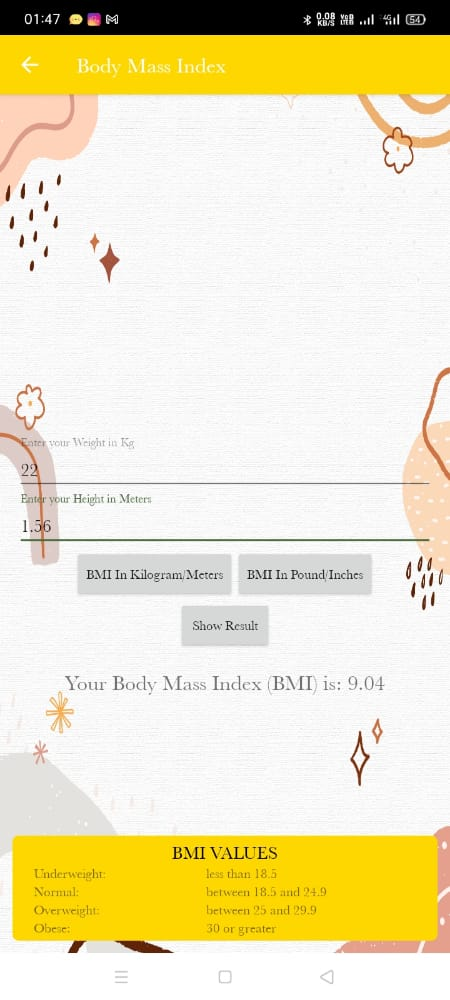 01:47 0.08 KB/S VoB LTE 4G 54
Body Mass Index
Enter your Weight in Kg
22
Enter your Height in Meters
1.56
BMI In Kilogram/Meters BMI In Pound/Inches
Show Result
Your Body Mass Index (BMI) is: 9.04
BMI VALUES
Underweight: less than 18.5
Normal: between 18.5 and 24.9
Overweight: between 25 and 29.9
Obese: 30 or greater